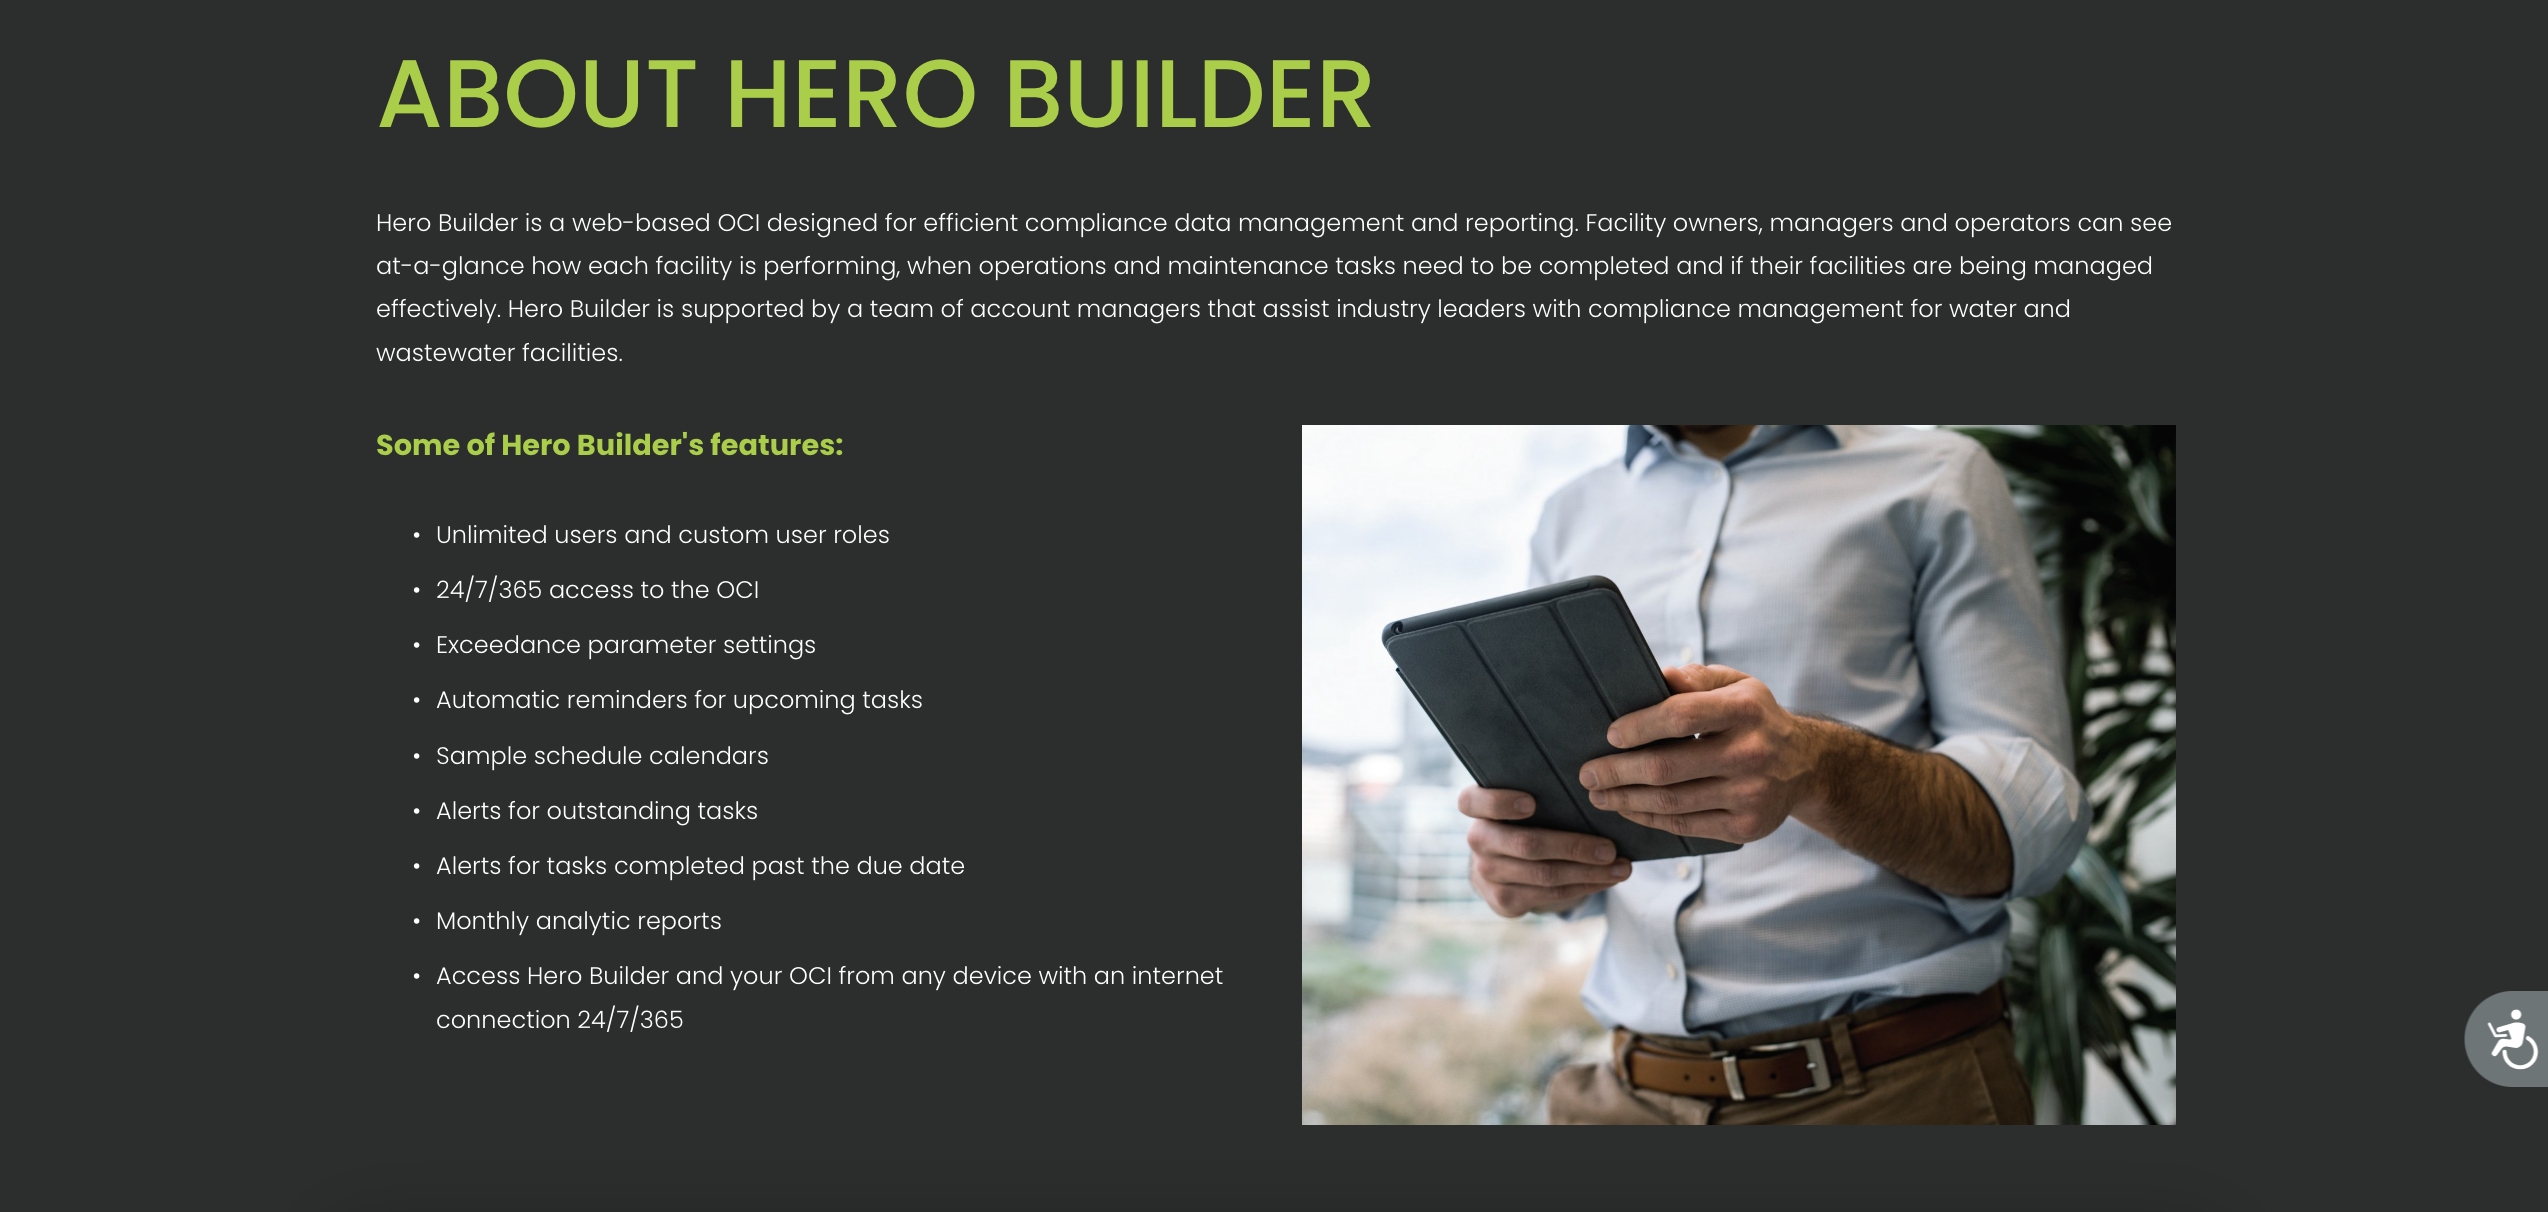 ABOUT HERO BUILDER
Hero Builder is a web-based OCI designed for efficient compliance data management and reporting. Facility owners, managers and operators can see
at-a-glance how each facility is performing, when operations and maintenance tasks need to be completed and if their facilities are being managed
effectively. Hero Builder is supported by a team of account managers that assist industry leaders with compliance management for water and
wastewater facilities.
Some of Hero Builder's features:
• Unlimited users and custom user roles
• 24/7/365 access to the OCI
• Exceedance parameter settings
• Automatic reminders for upcoming tasks
• Sample schedule calendars
• Alerts for outstanding tasks
• Alerts for tasks completed past the due date
• Monthly analytic reports
• Access Hero Builder and your OCI from any device with an internet
connection 24/7/365